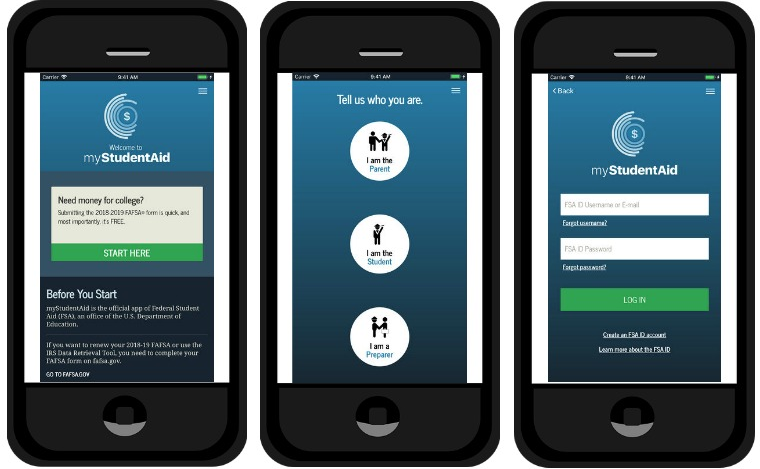 Carrier 9:41 AM
$
Welcome to
myStudentAid
Need money for college?
Submitting the 2018-2019 FAFSA® form is quick, and
most importantly, it's FREE.
START HERE
Before You Start
myStudentAid is the official app of Federal Student
Aid (FSA), an office of the U.S. Department of
Education.
If you want to renew your 2018-19 FAFSA or use the
IRS Data Retrieval Tool, you need to complete your
FAFSA form on fafsa.gov.
GO TO FAFSA.GOV
Carrier 9:41 AM
Tell us who you are.
I am the
Parent
I am the
Student
I am a
Preparer
Carrier 9:41 AM
< Back
$
myStudentAid
FSA ID Username or E-mail
Forgot username?
FSA ID Password
Forgot password?
LOG IN
Create an FSA ID account
Learn more about the FSA ID